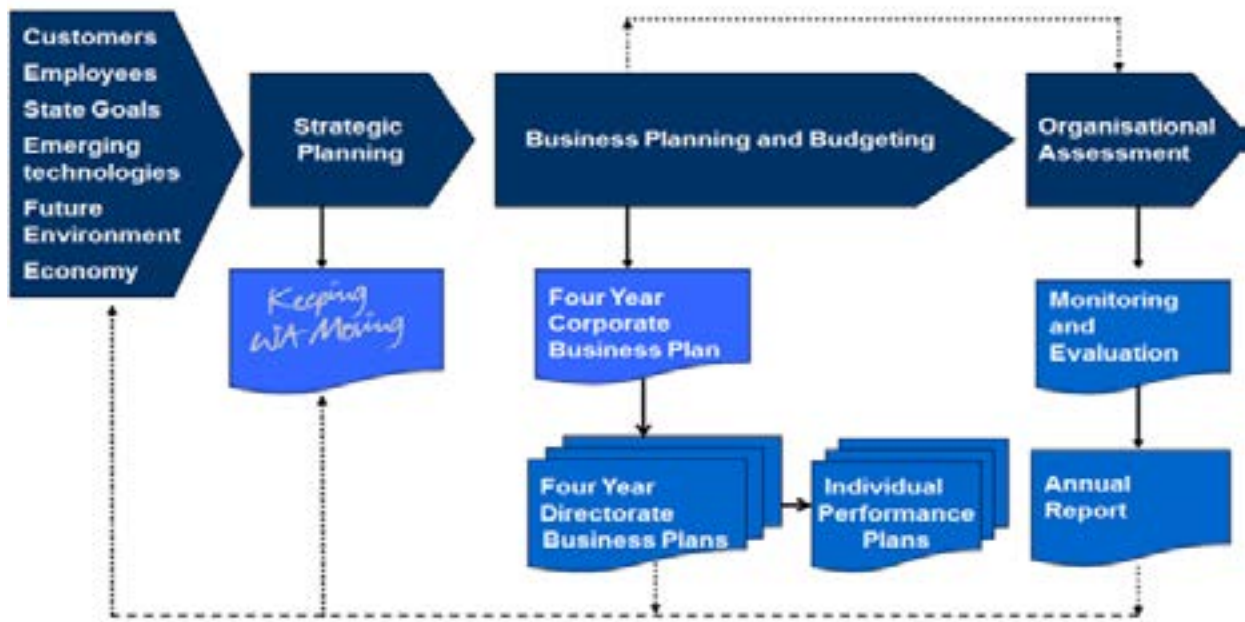 Customers
Employees
State Goals
Emerging
technologies
Future
Environment
Economy
Strategic
Planning
Business Planning and Budgeting
Organisational
Assessment
Keeping
WA Moving
Four Year
Corporate
Business Plan
Monitoring
and
Evaluation
Four Year
Directorate
Business Plans
Individual
Performance
Plans
Annual
Report